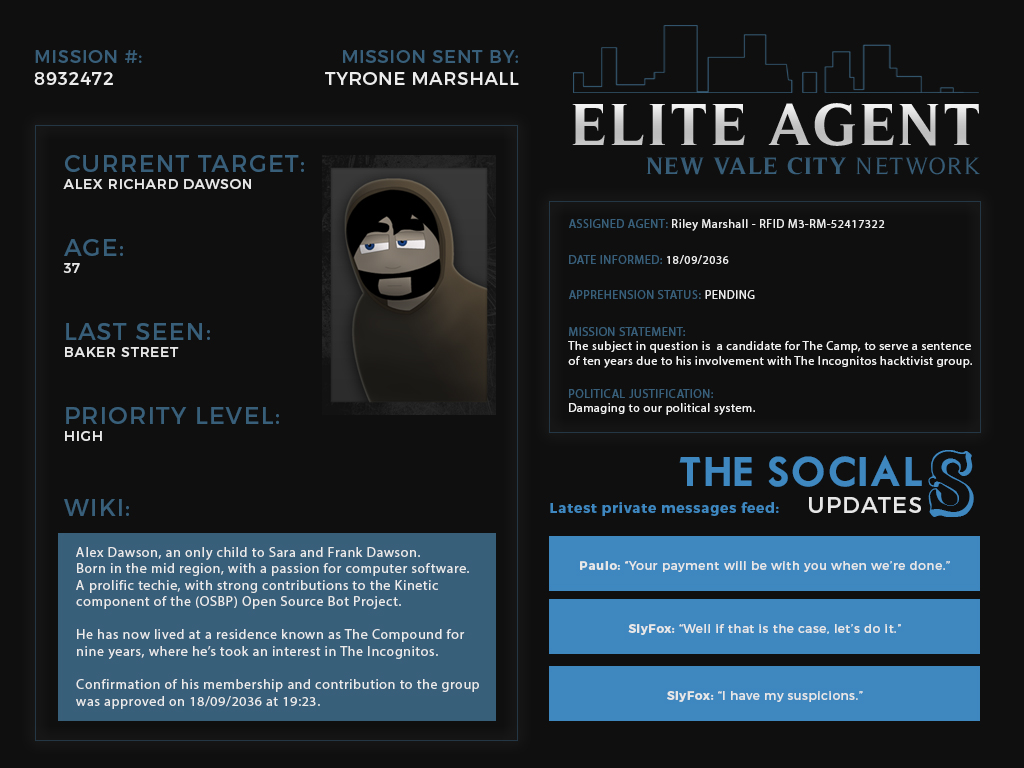 MISSION #:
8932472
MISSION SENT BY:
TYRONE MARSHALL
CURRENT TARGET:
ALEX RICHARD DAWSON
AGE:
37
LAST SEEN:
BAKER STREET
PRIORITY LEVEL:
HIGH
WIKI:
Alex Dawson, an only child to Sara and Frank Dawson.
Born in the mid region, with a passion for computer software.
A prolific techie, with strong contributions to the Kinetic
component of the (OSBP) Open Source Bot Project.
He has now lived at a residence known as The Compound for
nine years, where he's took an interest in The Incognitos.
Confirmation of his membership and contribution to the group
was approved on 18/09/2036 at 19:23.
ELITE AGENT
NEW VALE CITY NETWORK
ASSIGNED AGENT: Riley Marshall - RFID M3-RM-52417322
DATE INFORMED: 18/09/2036
APPREHENSION STATUS: PENDING
MISSION STATEMENT:
The subject in question is a candidate for The Camp, to serve a sentence
of ten years due to his involvement with The Incognitos hacktivist group.
POLITICAL JUSTIFICATION:
Damaging to our political system.
THE SOCIAL S
Latest private messages feed: UPDATES
Paulo: "Your payment will be with you when we're done."
SlyFox: "Well if that is the case, let's do it."
SlyFox: "I have my suspicions."